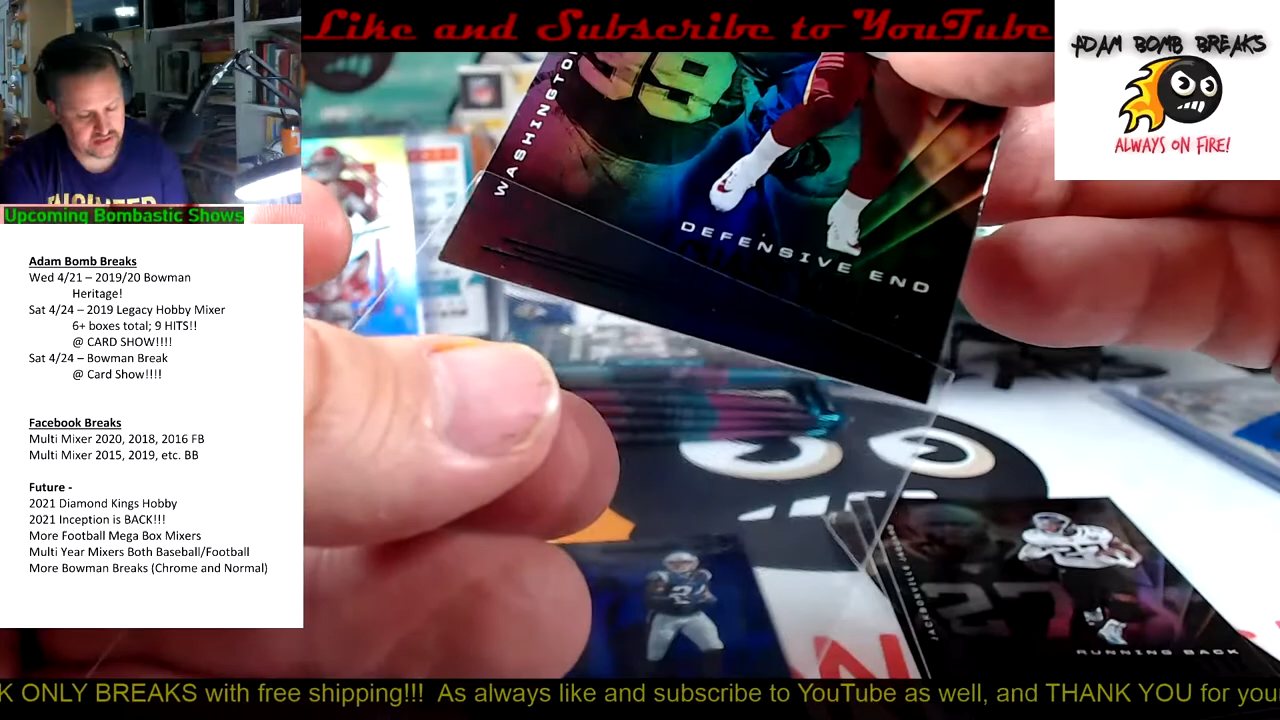 Like and Subscribe to YouTube
ADAM BOMB BREAKS
ALWAYS ON FIRE!
Upcoming Bombastic Shows
Adam Bomb Breaks
Wed 4/21 – 2019/20 Bowman
Heritage!
Sat 4/24 – 2019 Legacy Hobby Mixer
6+ boxes total; 9 HITS!!
@ CARD SHOW!!!!
Sat 4/24 – Bowman Break
@ Card Show!!!!
Facebook Breaks
Multi Mixer 2020, 2018, 2016 FB
Multi Mixer 2015, 2019, etc. BB
Future -
2021 Diamond Kings Hobby
2021 Inception is BACK!!!
More Football Mega Box Mixers
Multi Year Mixers Both Baseball/Football
More Bowman Breaks (Chrome and Normal)
99
DEFENSIVE END
27
RUNNING BACK
K ONLY BREAKS with free shipping!!! As always like and subscribe to YouTube as well, and THANK YOU for you